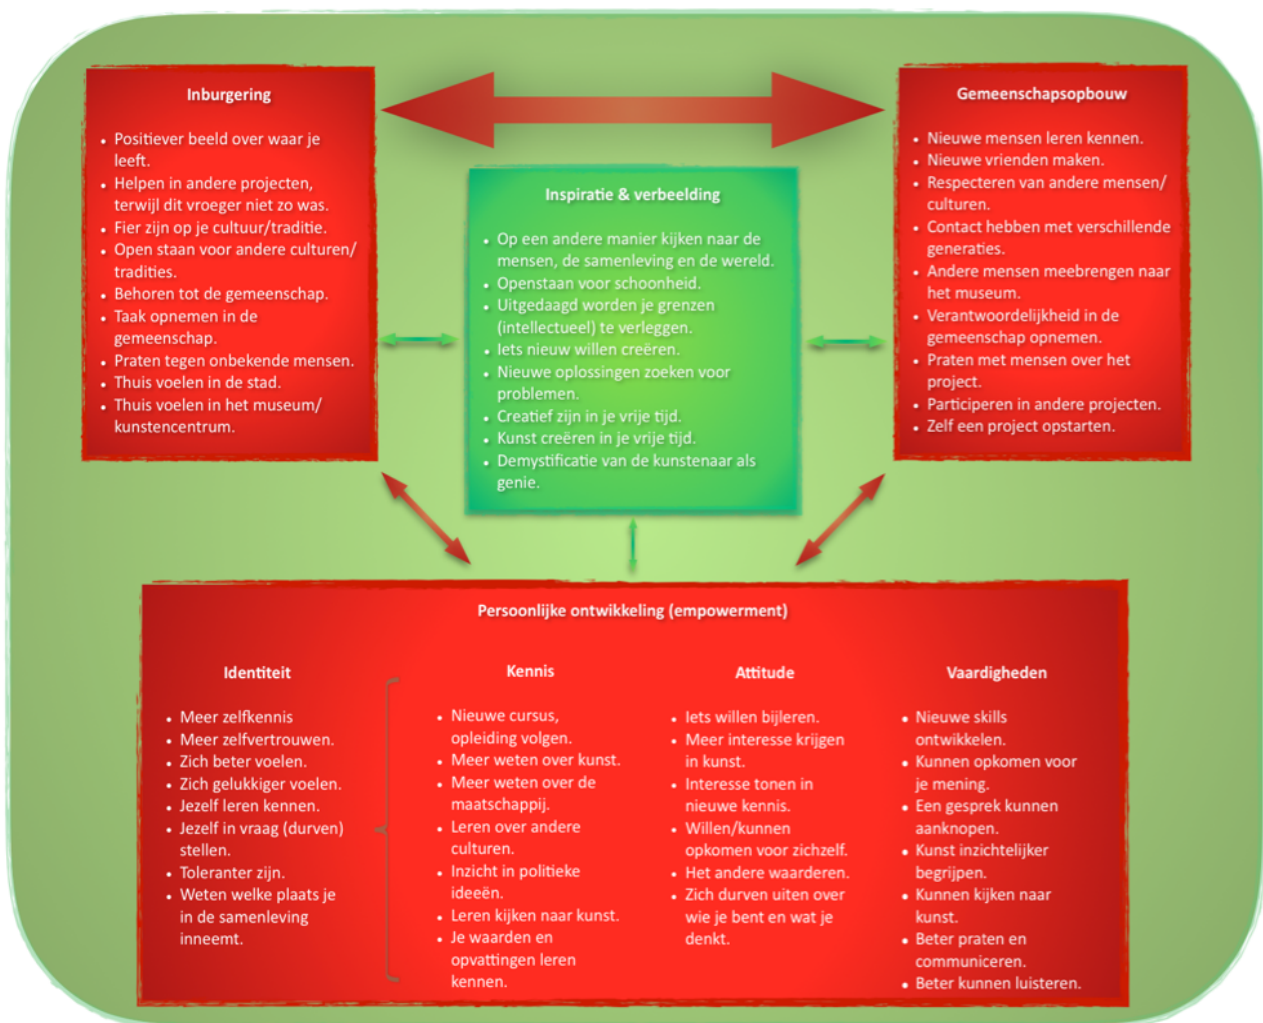 Inburgering
• Positiever beeld over waar je
leeft.
• Helpen in andere projecten,
terwijl dit vroeger niet zo was.
• Fier zijn op je cultuur/traditie.
• Open staan voor andere culturen/
tradities.
• Behoren tot de gemeenschap.
• Taak opnemen in de
gemeenschap.
• Praten tegen onbekende mensen.
• Thuis voelen in de stad.
• Thuis voelen in het museum/
kunstencentrum.
Inspiratie & verbeelding
• Op een andere manier kijken naar de
mensen, de samenleving en de wereld.
• Openstaan voor schoonheid.
• Uitgedaagd worden je grenzen
(intellectueel) te verleggen.
• Iets nieuw willen creëren.
• Nieuwe oplossingen zoeken voor
problemen.
• Creatief zijn in je vrije tijd.
• Kunst creëren in je vrije tijd.
• Demystificatie van de kunstenaar als
genie.
Gemeenschapsopbouw
• Nieuwe mensen leren kennen.
• Nieuwe vrienden maken.
• Respecteren van andere mensen/
culturen.
• Contact hebben met verschillende
generaties.
• Andere mensen meebrengen naar
het museum.
• Verantwoordelijkheid in de
gemeenschap opnemen.
• Praten met mensen over het
project.
• Participeren in andere projecten.
• Zelf een project opstarten.
Persoonlijke ontwikkeling (empowerment)
Identiteit
• Meer zelfkennis
• Meer zelfvertrouwen.
• Zich beter voelen.
• Zich gelukkiger voelen.
• Jezelf leren kennen.
• Jezelf in vraag (durven)
stellen.
• Toleranter zijn.
• Weten welke plaats je
in de samenleving
inneemt.
Kennis
• Nieuwe cursus,
opleiding volgen.
• Meer weten over kunst.
• Meer weten over de
maatschappij.
• Leren over andere
culturen.
• Inzicht in politieke
ideeën.
• Leren kijken naar kunst.
• Je waarden en
opvattingen leren
kennen.
Attitude
• Iets willen bijleren.
• Meer interesse krijgen
in kunst.
• Interesse tonen in
nieuwe kennis.
• Willen/kunnen
opkomen voor zichzelf.
• Het andere waarderen.
• Zich durven uiten over
wie je bent en wat je
denkt.
Vaardigheden
• Nieuwe skills
ontwikkelen.
• Kunnen opkomen voor
je mening.
• Een gesprek kunnen
aanknopen.
• Kunst inzichtelijker
begrijpen.
• Kunnen kijken naar
kunst.
• Beter praten en
communiceren.
• Beter kunnen luisteren.